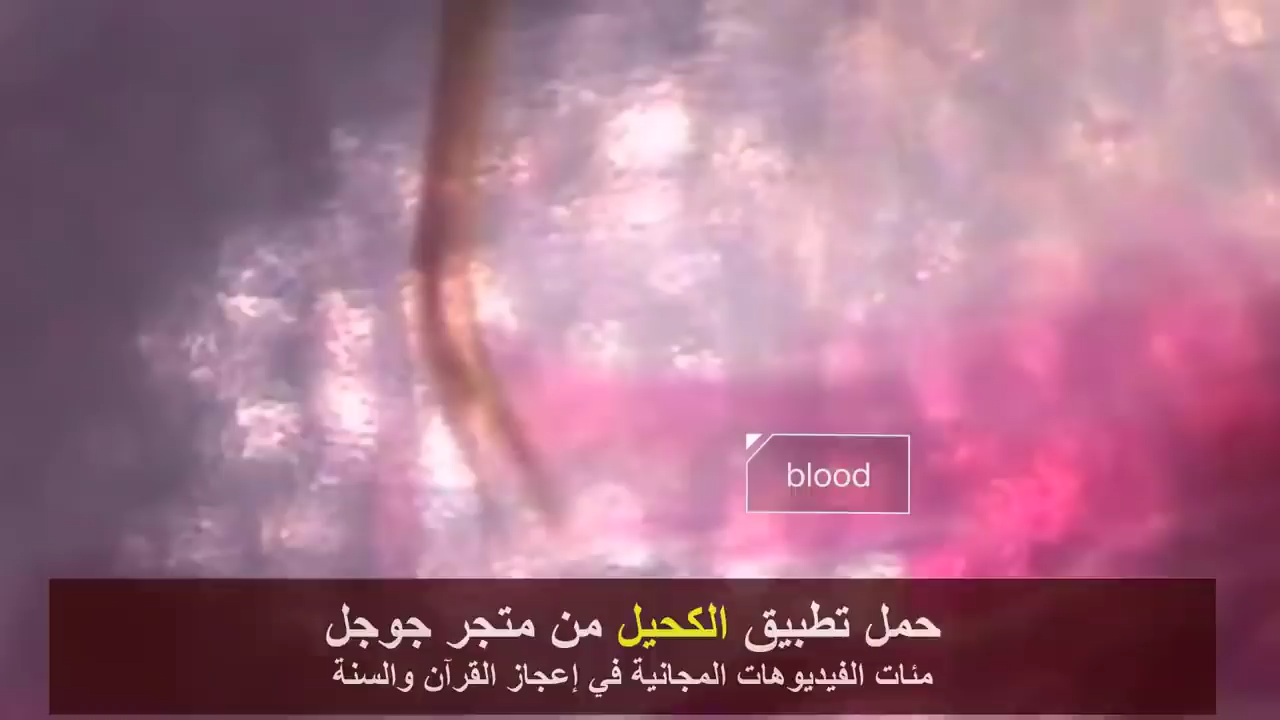 blood
حمل تطبيق الكحيل من متجر جوجل
مئات الفيديوهات المجانية في إعجاز القرآن والسنة